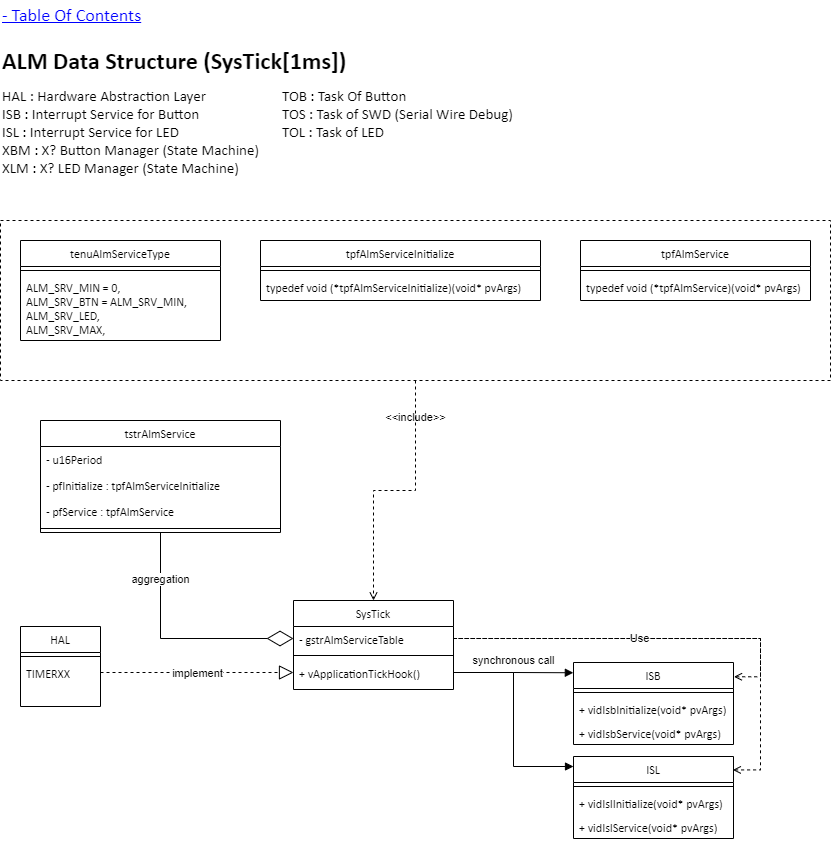 - Table Of Contents
ALM Data Structure (SysTick[1ms])
HAL : Hardware Abstraction Layer
ISB : Interrupt Service for Button
ISL : Interrupt Service for LED
XBM : X? Button Manager (State Machine)
XLM : X? LED Manager (State Machine)
TOB : Task Of Button
TOS : Task of SWD (Serial Wire Debug)
TOL : Task of LED
tenuAlmServiceType
ALM_SRV_MIN = 0,
ALM_SRV_BTN = ALM_SRV_MIN,
ALM_SRV_LED,
ALM_SRV_MAX,
tpfAlmServiceInitialize
typedef void (*tpfAlmServiceInitialize)(void* pvArgs)
tpfAlmService
typedef void (*tpfAlmService)(void* pvArgs)
<<include>>
tstrAlmService
- u16Period
- pfInitialize : tpfAlmServiceInitialize
- pfService : tpfAlmService
aggregation
SysTick
- gstrAlmServiceTable
+ vApplicationTickHook()
HAL
TIMERXX
implement
Use
synchronous call
ISB
+ vidIsbInitialize(void* pvArgs)
+ vidIsbService(void* pvArgs)
ISL
+ vidIslInitialize(void* pvArgs)
+ vidIslService(void* pvArgs)